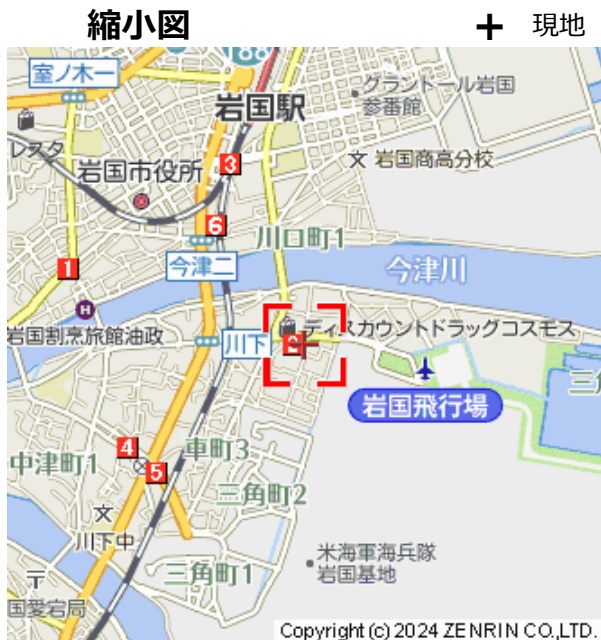 縮小図
+ 現地
室ノ木一
グラントール岩国
参番館
岩国駅
レスタ
岩国市役所
3
岩国商高分校
6
川口町1
1
今津二
今津川
岩国割烹旅館油政
ディスカウントドラッグコスモス
川下
岩国飛行場
三角
4
車町3
中津町1
5
三角町2
川下中
三角町1
米海軍海兵隊
岩国基地
国愛宕局
Copyright (c) 2024 ZENRIN CO.,LTD.